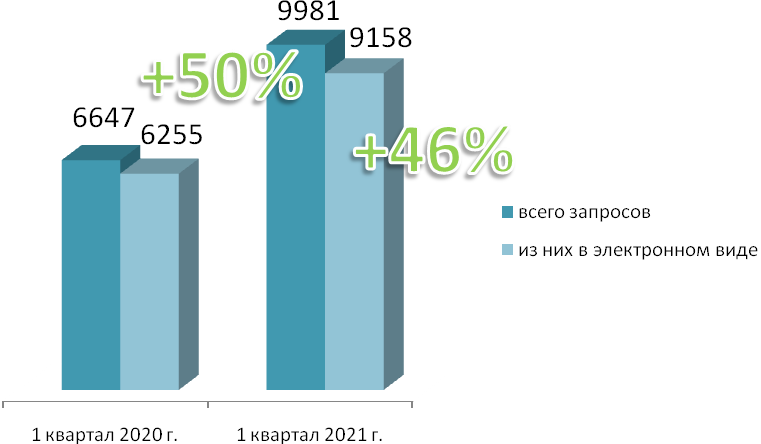 9981
9158
+50%
6647
6255
+46%
всего запросов
из них в электронном виде
1 квартал 2020 г.
1 квартал 2021 г.